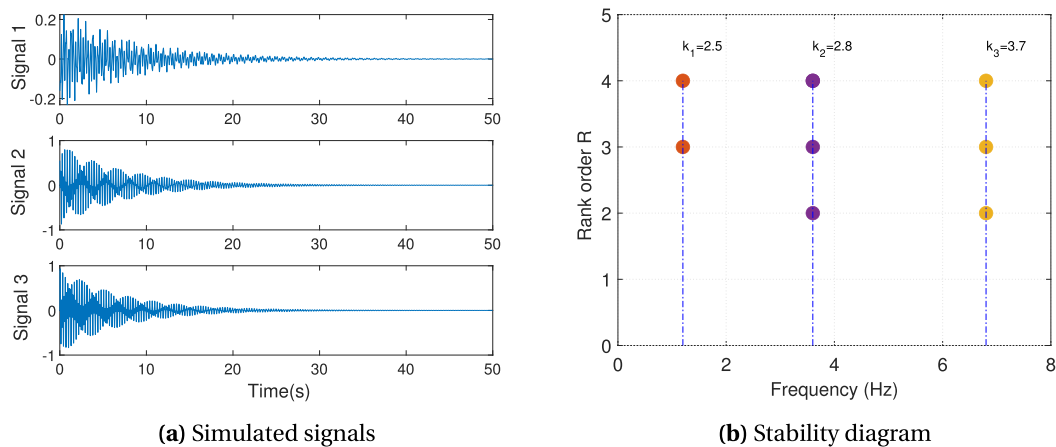 Signal 1
0.2
0
-0.2
0 10 20 30 40 50
Signal 2
1
0
-1
0 10 20 30 40 50
Signal 3
1
0
-1
0 10 20 30 40 50
Time(s)
(a) Simulated signals
Rank order R
5
4
3
2
1
0
k₁=2.5 k₂=2.8 k₃=3.7
0 2 4 6 8
Frequency (Hz)
(b) Stability diagram